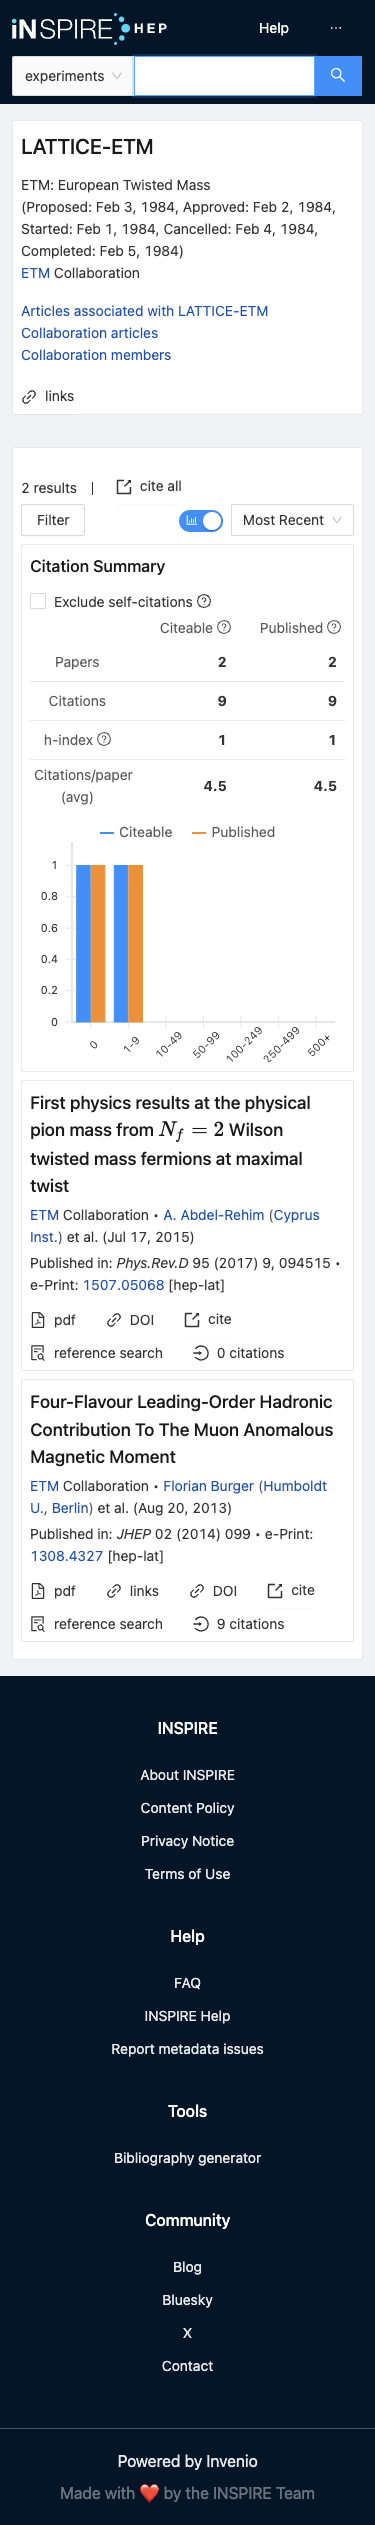 iNSPIRE HEP
Help
···
experiments
LATTICE-ETM
ETM: European Twisted Mass
(Proposed: Feb 3, 1984, Approved: Feb 2, 1984,
Started: Feb 1, 1984, Cancelled: Feb 4, 1984,
Completed: Feb 5, 1984)
ETM Collaboration
Articles associated with LATTICE-ETM
Collaboration articles
Collaboration members
links
2 results | cite all
Filter
Most Recent
Citation Summary
Exclude self-citations
Citeable Published
Papers 2 2
Citations 9 9
h-index 1 1
Citations/paper
(avg) 4.5 4.5
Citeable Published
1
0.8
0.6
0.4
0.2
0
0 1-9 10-49 50-99 100-249 250-499 500+
First physics results at the physical
pion mass from N_f = 2 Wilson
twisted mass fermions at maximal
twist
ETM Collaboration • A. Abdel-Rehim (Cyprus
Inst.) et al. (Jul 17, 2015)
Published in: Phys.Rev.D 95 (2017) 9, 094515 •
e-Print: 1507.05068 [hep-lat]
pdf DOI cite
reference search 0 citations
Four-Flavour Leading-Order Hadronic
Contribution To The Muon Anomalous
Magnetic Moment
ETM Collaboration • Florian Burger (Humboldt
U., Berlin) et al. (Aug 20, 2013)
Published in: JHEP 02 (2014) 099 • e-Print:
1308.4327 [hep-lat]
pdf links DOI cite
reference search 9 citations
INSPIRE
About INSPIRE
Content Policy
Privacy Notice
Terms of Use
Help
FAQ
INSPIRE Help
Report metadata issues
Tools
Bibliography generator
Community
Blog
Bluesky
X
Contact
Powered by Invenio
Made with ❤️ by the INSPIRE Team